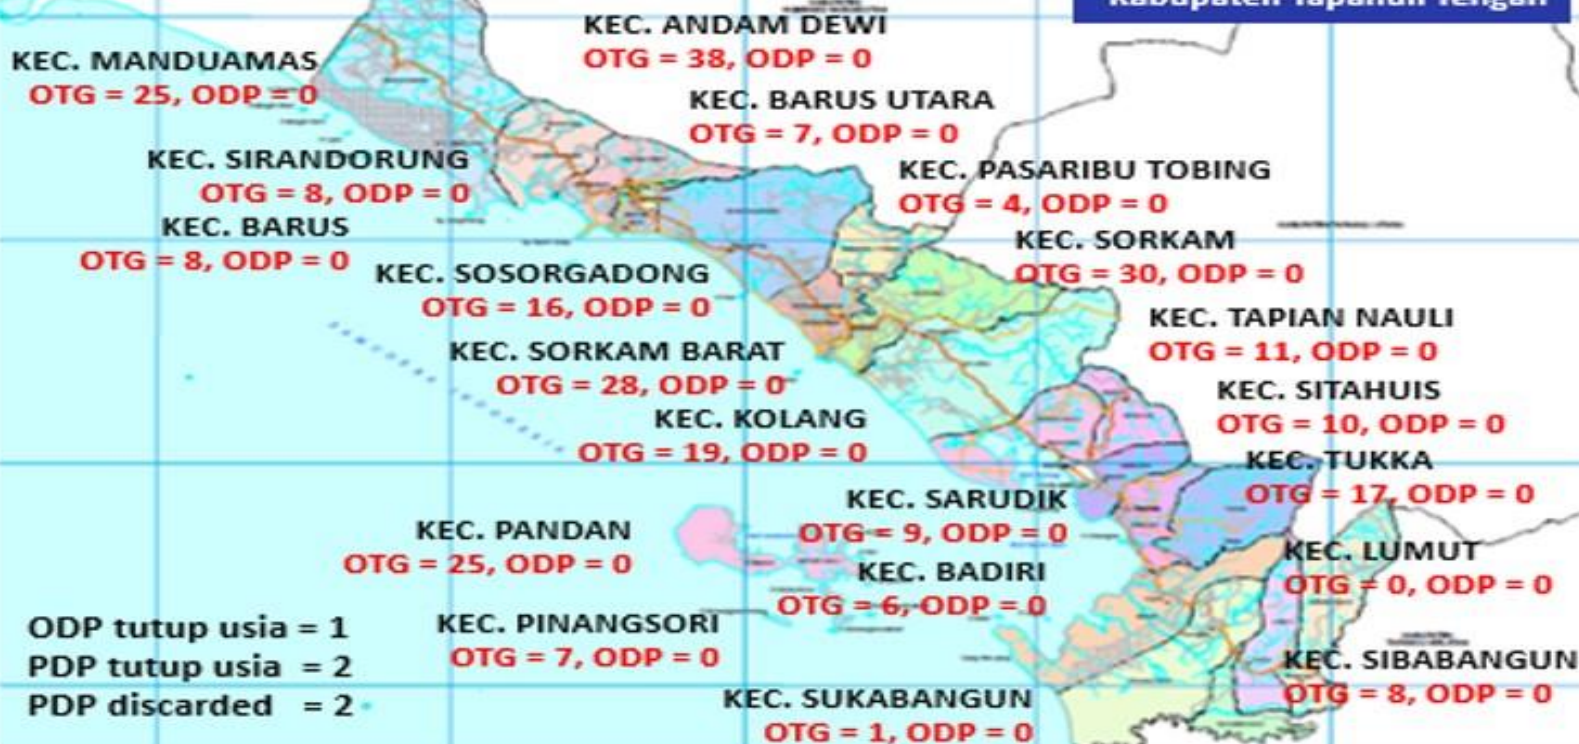 Kabupaten Tapanuli Tengah
KEC. ANDAM DEWI
OTG = 38, ODP = 0
KEC. MANDUAMAS
OTG = 25, ODP = 0
KEC. BARUS UTARA
OTG = 7, ODP = 0
KEC. SIRANDORUNG
OTG = 8, ODP = 0
KEC. PASARIBU TOBING
OTG = 4, ODP = 0
KEC. BARUS
OTG = 8, ODP = 0
KEC. SORKAM
OTG = 30, ODP = 0
KEC. SOSORGADONG
OTG = 16, ODP = 0
KEC. TAPIAN NAULI
OTG = 11, ODP = 0
KEC. SORKAM BARAT
OTG = 28, ODP = 0
KEC. SITAHUIS
OTG = 10, ODP = 0
KEC. KOLANG
OTG = 19, ODP = 0
KEC. TUKKA
OTG = 17, ODP = 0
KEC. SARUDIK
OTG = 9, ODP = 0
KEC. PANDAN
OTG = 25, ODP = 0
KEC. LUMUT
OTG = 0, ODP = 0
KEC. BADIRI
OTG = 6, ODP = 0
KEC. PINANGSORI
OTG = 7, ODP = 0
ODP tutup usia = 1
PDP tutup usia = 2
PDP discarded = 2
KEC. SIBABANGUN
OTG = 8, ODP = 0
KEC. SUKABANGUN
OTG = 1, ODP = 0